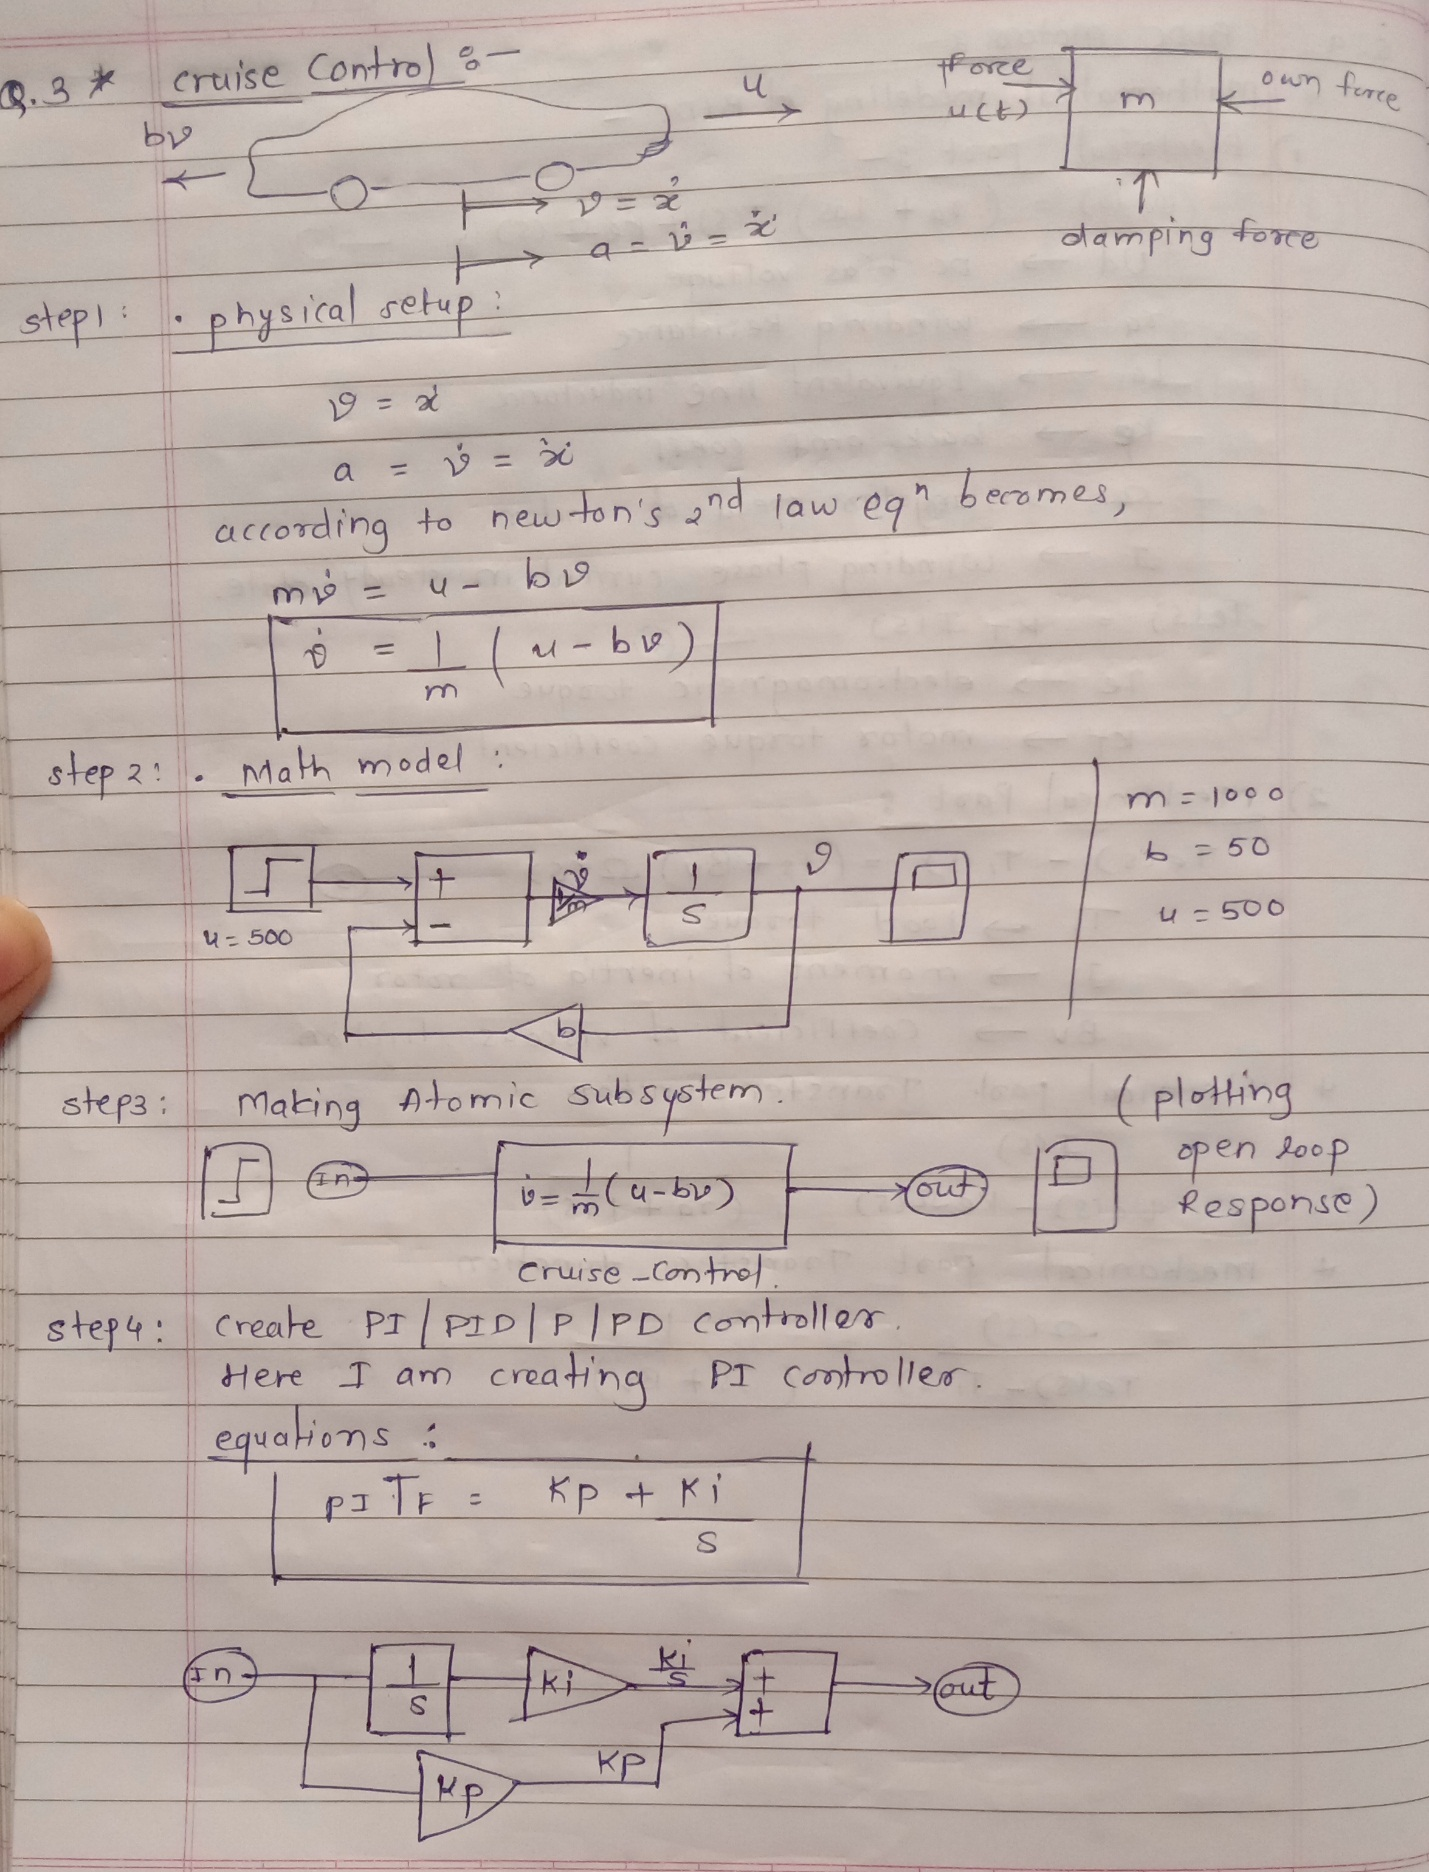 Q.3 * cruise Control :-
bv
u
v = ẋ
a = v̇ = ẍ
force
u(t)
m
own force
damping force
step1: • physical setup:
v = ẋ
a = v̇ = ẍ
according to newton's 2nd law eqn becomes,
mv̇ = u - bv
v̇ = 1/m (u - bv)
step 2: • Math model:
m = 1000
b = 50
u = 500
u = 500
+
-
v̇
1/m
1/s
v
b
step3: Making Atomic subsystem. (plotting
open loop
Response)
In
v̇ = 1/m (u-bv)
out
cruise_control.
step4: Create PI/PID/P/PD controller.
Here I am creating PI controller.
equations :
PI TF = Kp + Ki/s
In
1/s
Ki
Ki/s
+
+
out
Kp
Kp